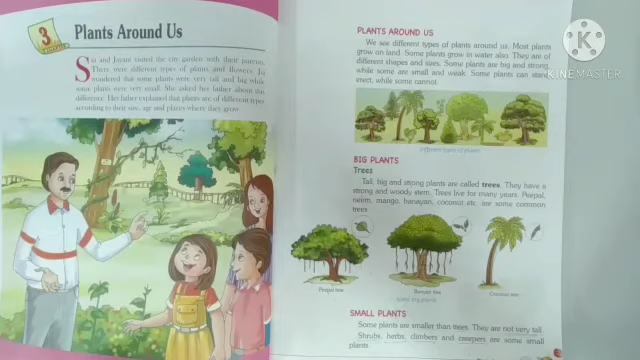 3
Plants Around Us
Sia and Jayant visited the city garden with their parents.
There were different types of plants and flowers. Jia
wondered that some plants were very tall and big while
some plants were very small. She asked her father about this
difference. Her father explained that plants are of different types
according to their size, age and places where they grow.
PLANTS AROUND US
We see different types of plants around us. Most plants
grow on land. Some plants grow in water also. They are of
different shapes and sizes. Some plants are big and strong,
while some are small and weak. Some plants can stand
erect, while some cannot.
Different types of plants
BIG PLANTS
Trees
Tall, big and strong plants are called trees. They have a
strong and woody stem. Trees live for many years. Peepal,
neem, mango, banayan, coconut etc. are some common
trees.
Peepal tree
Banyan tree
Coconut tree
Some big plants
SMALL PLANTS
Some plants are smaller than trees. They are not very tall.
Shrubs, herbs, climbers and creepers are some small
plants.
KINEMASTER